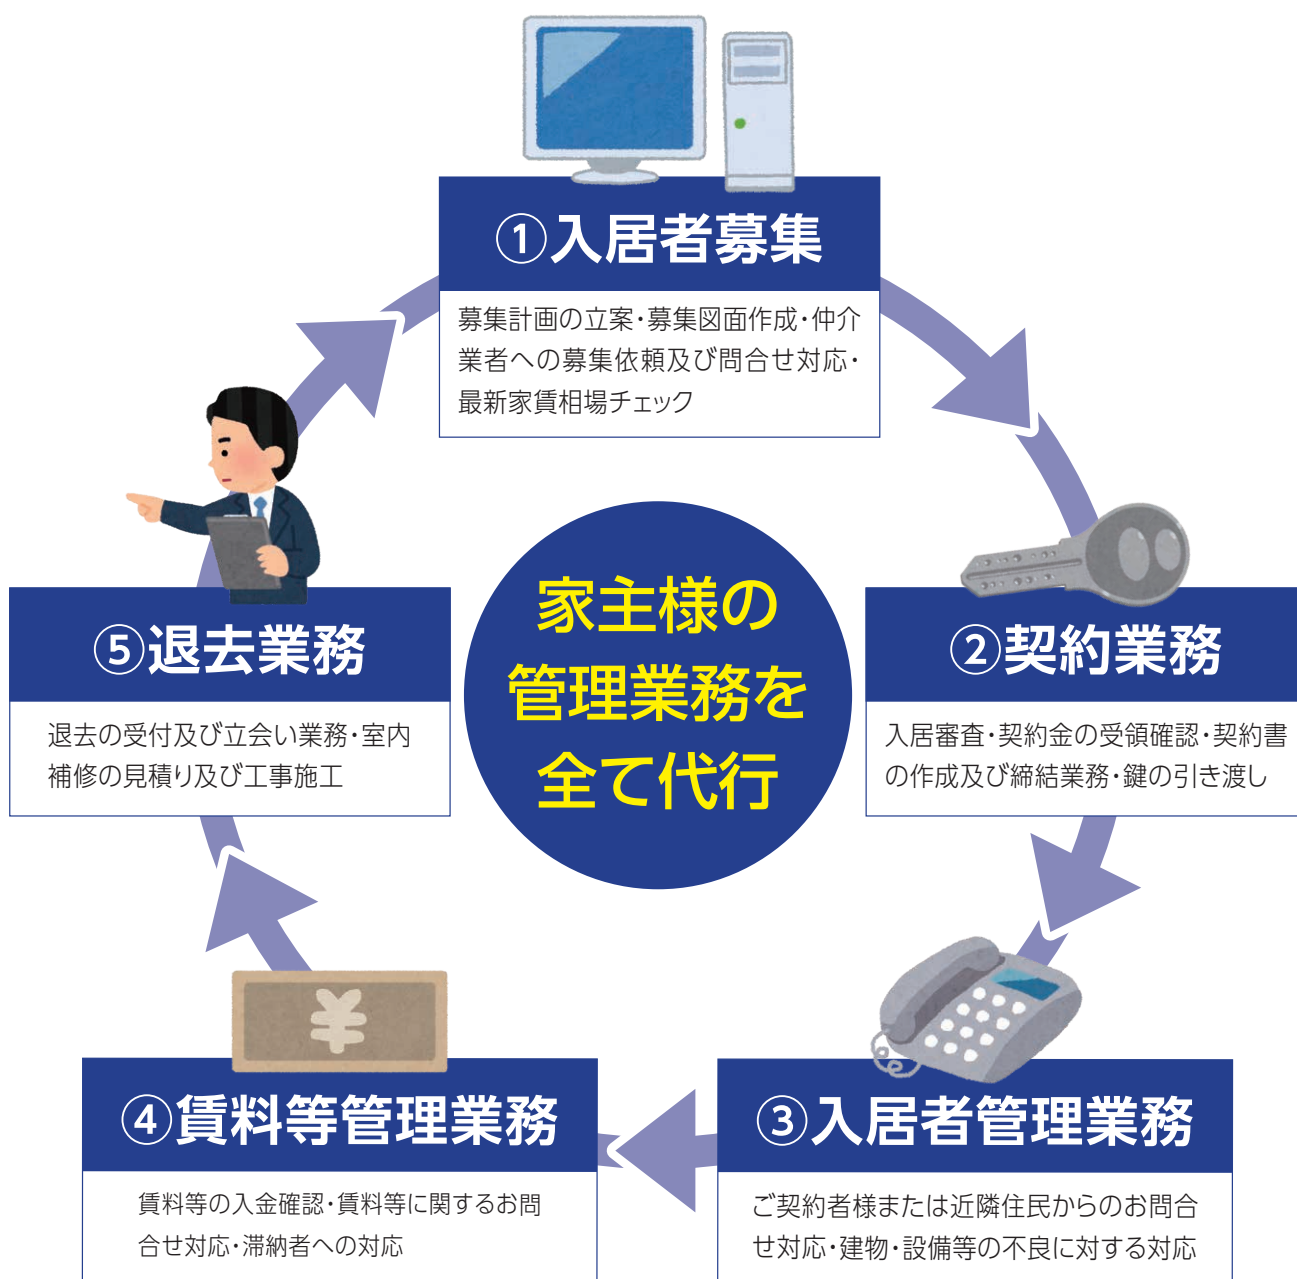 ①入居者募集
募集計画の立案・募集図面作成・仲介
業者への募集依頼及び問合せ対応・
最新家賃相場チェック
家主様の
管理業務を
全て代行
②契約業務
入居審査・契約金の受領確認・契約書
の作成及び締結業務・鍵の引き渡し
③入居者管理業務
ご契約者様または近隣住民からのお問合
せ対応・建物・設備等の不良に対する対応
④賃料等管理業務
賃料等の入金確認・賃料等に関するお問
合せ対応・滞納者への対応
⑤退去業務
退去の受付及び立会い業務・室内
補修の見積り及び工事施工
¥